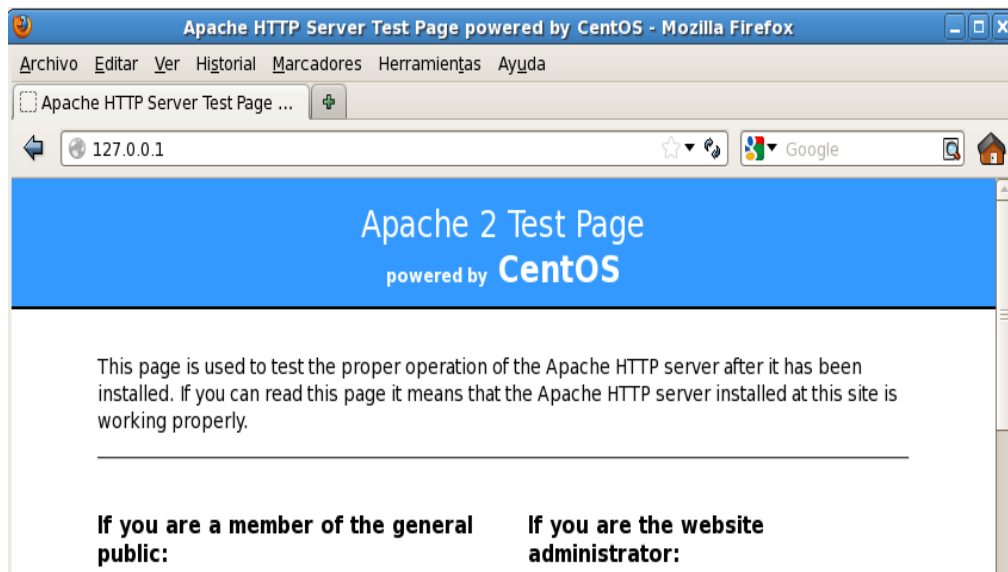 Apache HTTP Server Test Page powered by CentOS - Mozilla Firefox
Archivo Editar Ver Historial Marcadores Herramientas Ayuda
Apache HTTP Server Test Page ...
127.0.0.1
Google
Apache 2 Test Page
powered by CentOS
This page is used to test the proper operation of the Apache HTTP server after it has been
installed. If you can read this page it means that the Apache HTTP server installed at this site is
working properly.
If you are a member of the general
public:
If you are the website
administrator: